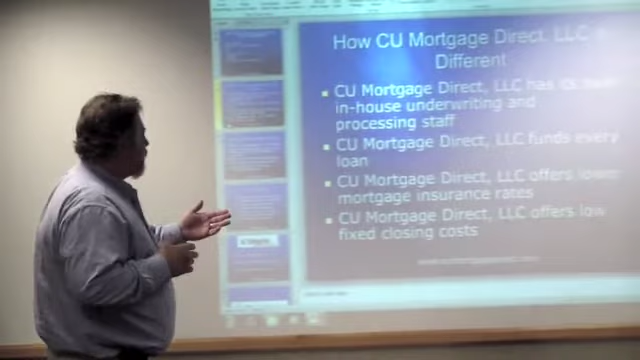 How CU Mortgage Direct, LLC
Different
CU Mortgage Direct, LLC has its own
in-house underwriting and
processing staff
CU Mortgage Direct, LLC funds every
loan
CU Mortgage Direct, LLC offers lower
mortgage insurance rates
CU Mortgage Direct, LLC offers low
fixed closing costs